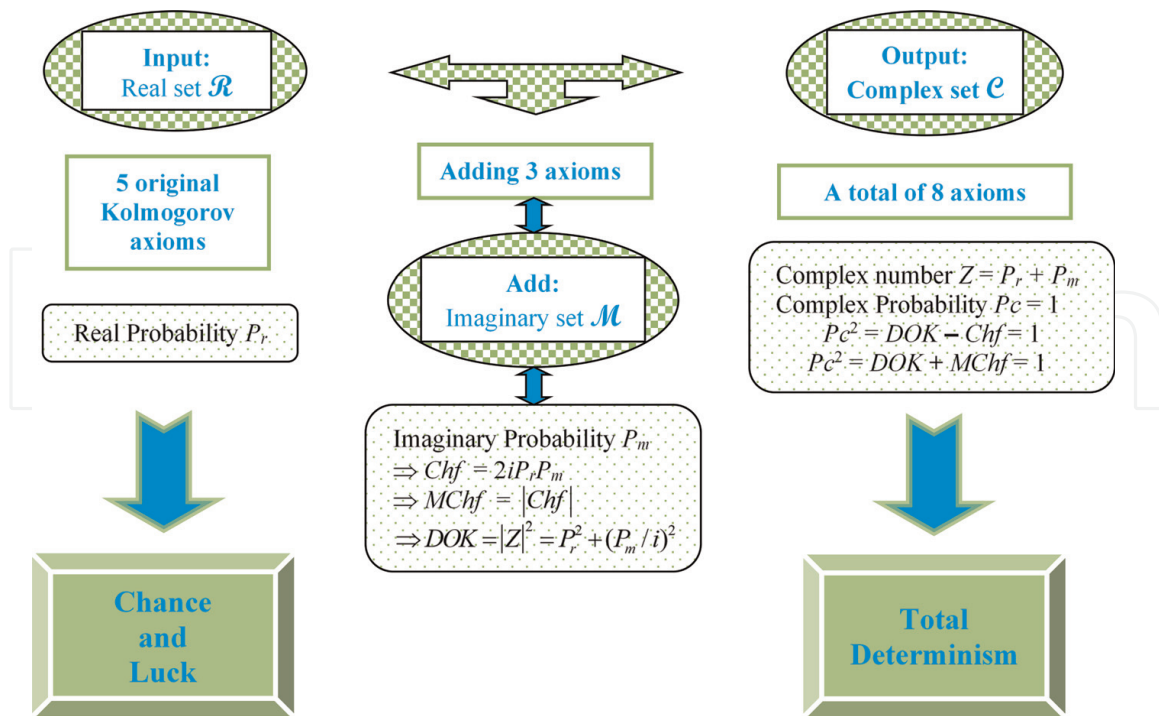 Input:
Real set ℛ
5 original
Kolmogorov
axioms
Real Probability Pᵣ
Chance
and
Luck
Adding 3 axioms
Add:
Imaginary set ℳ
Imaginary Probability Pₘ
⇒ Chf = 2iPᵣPₘ
⇒ MChf = |Chf|
⇒ DOK = |Z|² = Pᵣ² + (Pₘ/i)²
Output:
Complex set 𝒞
A total of 8 axioms
Complex number Z = Pᵣ + Pₘ
Complex Probability Pc = 1
Pc² = DOK – Chf = 1
Pc² = DOK + MChf = 1
Total
Determinism